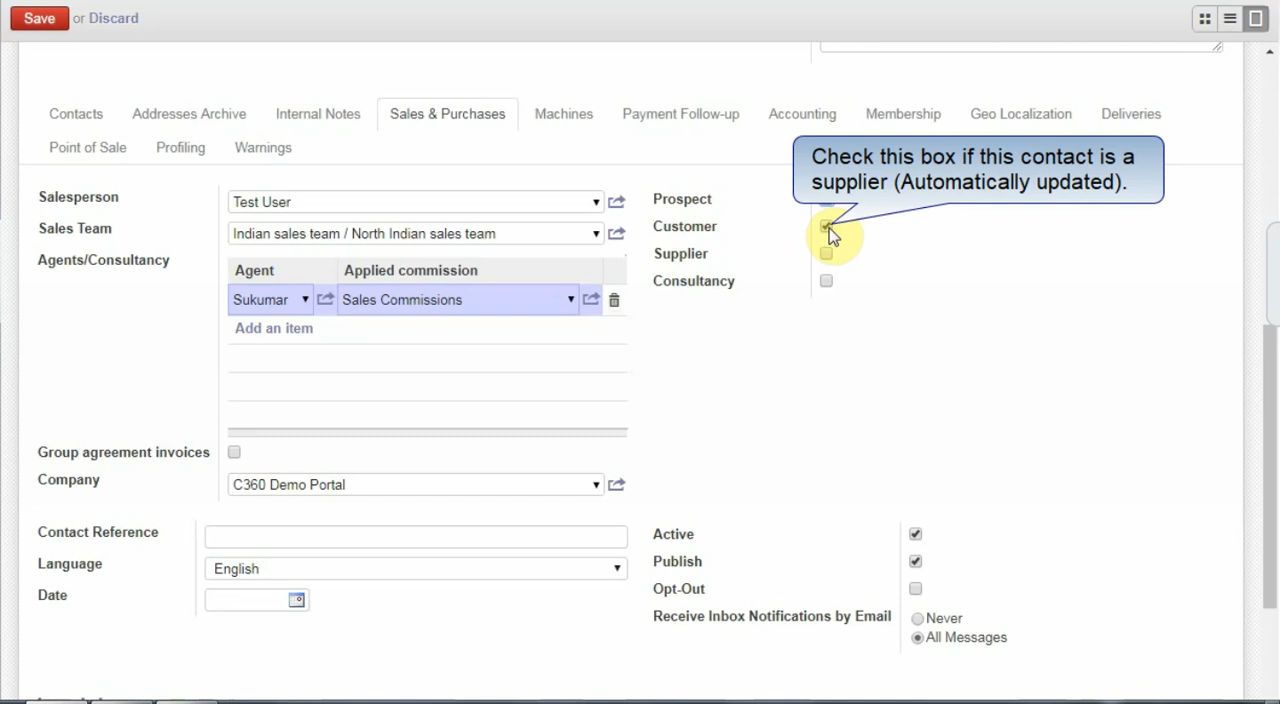 Save or Discard
Contacts Addresses Archive Internal Notes Sales & Purchases Machines Payment Follow-up Accounting Membership Geo Localization Deliveries
Point of Sale Profiling Warnings
Check this box if this contact is a
supplier (Automatically updated).
Salesperson Test User
Sales Team Indian sales team / North Indian sales team
Agents/Consultancy
Agent Applied commission
Sukumar Sales Commissions
Add an item
Group agreement invoices
Company C360 Demo Portal
Prospect
Customer
Supplier
Consultancy
Contact Reference
Language English
Date
Active
Publish
Opt-Out
Receive Inbox Notifications by Email Never
All Messages